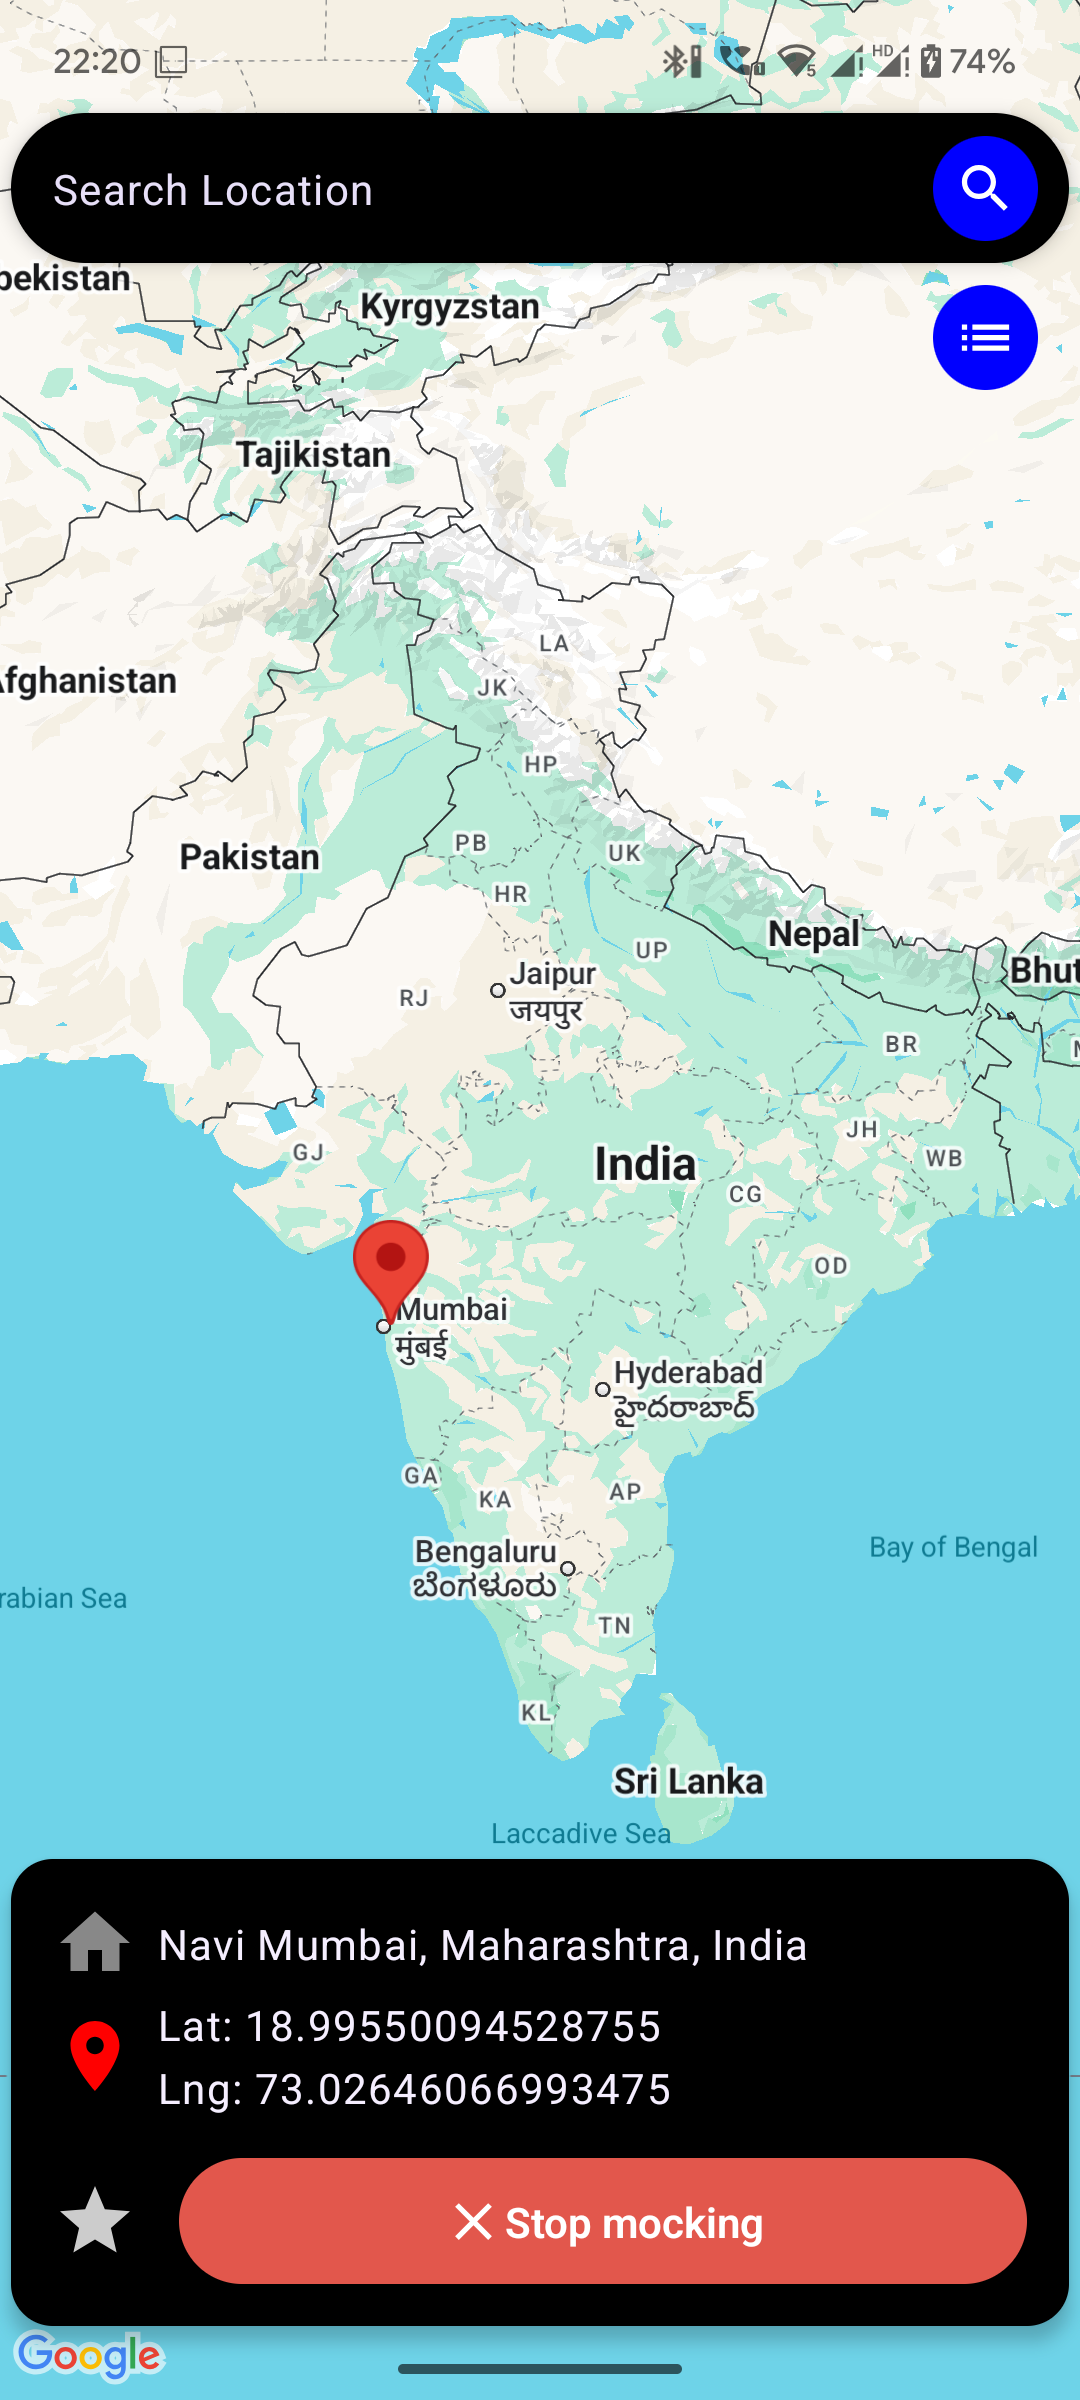 22:20
HD
1
5
74%
Search Location
bekistan
Kyrgyzstan
Tajikistan
Afghanistan
LA
JK
HP
PB
UK
HR
Pakistan
Nepal
UP
Bhut
Jaipur
जयपुर
RJ
BR
GJ
India
JH
WB
CG
OD
Mumbai
मुंबई
Hyderabad
హైదరాబాద్
GA
KA
AP
Bengaluru
ಬೆಂಗಳೂರು
Bay of Bengal
rabian Sea
TN
KL
Sri Lanka
Laccadive Sea
Navi Mumbai, Maharashtra, India
Lat: 18.99550094528755
Lng: 73.02646066993475
Stop mocking
Google